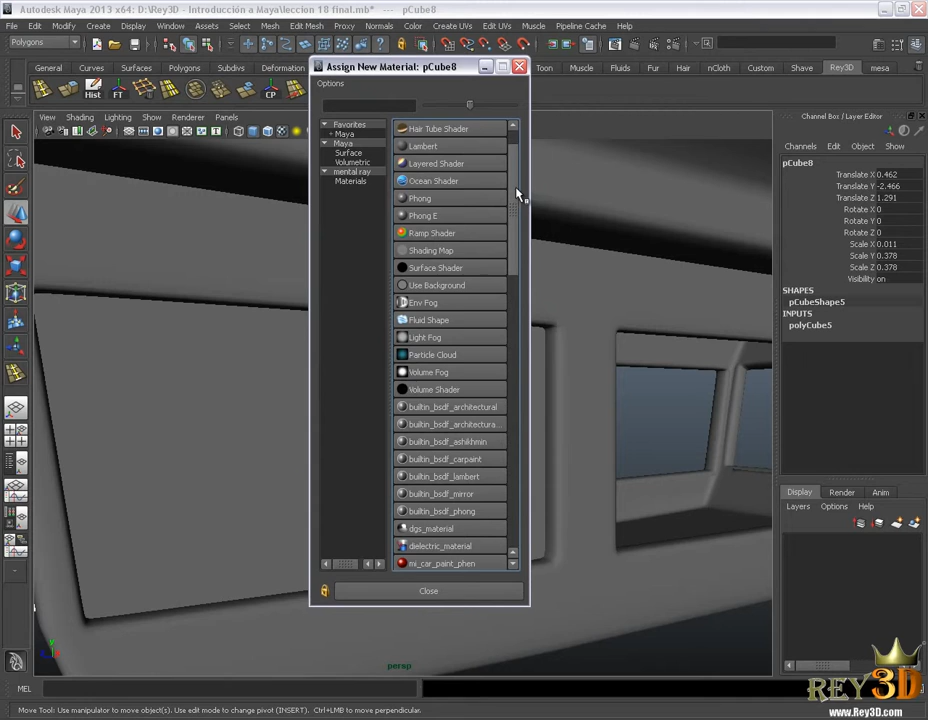 Autodesk Maya 2013 x64: D:\Rey3D\Introducción a Maya\leccion 18 final.mb* --- pCube8
File Edit Modify Create Display Window Assets Select Mesh Edit Mesh Proxy Normals Color Create UVs Edit UVs Muscle Pipeline Cache Help
Polygons
General Curves Surfaces Polygons Subdivs Deformation Toon Muscle Fluids Fur Hair nCloth Custom Shave Rey3D mesa
Hist FT CP
View Shading Lighting Show Renderer Panels
Assign New Material: pCube8
Options
Favorites
+ Maya
Maya
Surface
Volumetric
mental ray
Materials
Hair Tube Shader
Lambert
Layered Shader
Ocean Shader
Phong
Phong E
Ramp Shader
Shading Map
Surface Shader
Use Background
Env Fog
Fluid Shape
Light Fog
Particle Cloud
Volume Fog
Volume Shader
builtin_bsdf_architectural
builtin_bsdf_architectura...
builtin_bsdf_ashikhmin
builtin_bsdf_carpaint
builtin_bsdf_lambert
builtin_bsdf_mirror
builtin_bsdf_phong
dgs_material
dielectric_material
mi_car_paint_phen
Close
Channel Box / Layer Editor
Channels Edit Object Show
pCube8
Translate X 0.462
Translate Y -2.466
Translate Z 1.291
Rotate X 0
Rotate Y 0
Rotate Z 0
Scale X 0.011
Scale Y 0.378
Scale Z 0.378
Visibility on
SHAPES
pCubeShape5
INPUTS
polyCube5
Display Render Anim
Layers Options Help
persp
y
MEL
Move Tool: Use manipulator to move object(s). Use edit mode to change pivot (INSERT). Ctrl+LMB to move perpendicular.
REY3D
www.Rey3D.com